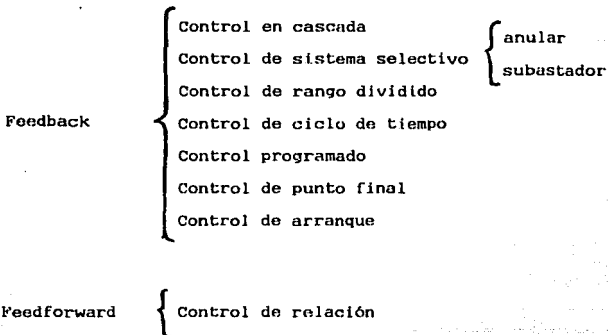 Control en cascada
Control de sistema selectivo
anular
subastador
Control de rango dividido
Feedback
Control de ciclo de tiempo
Control programado
Control de punto final
Control de arranque
Feedforward
Control de relación